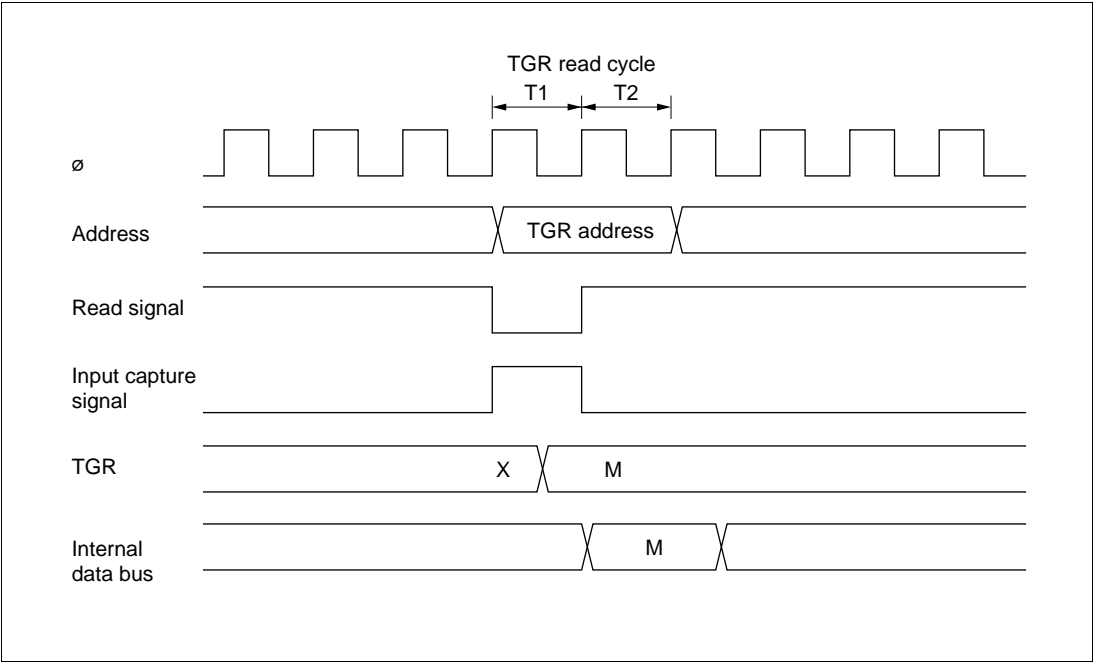 TGR read cycle
T1 T2
ø
Address
TGR address
Read signal
Input capture
signal
TGR
X M
Internal
data bus
M